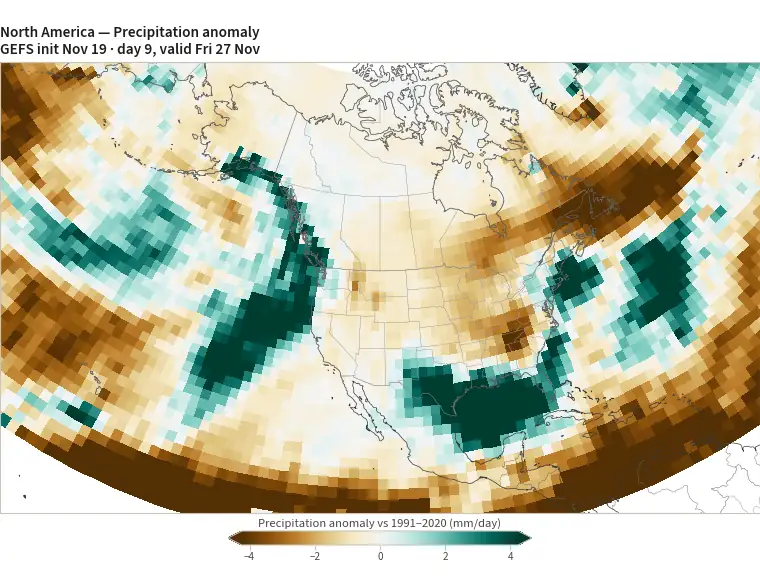 North America — Precipitation anomaly
GEFS init Nov 19 · day 9, valid Fri 27 Nov
Precipitation anomaly vs 1991–2020 (mm/day)
−4 −2 0 2 4